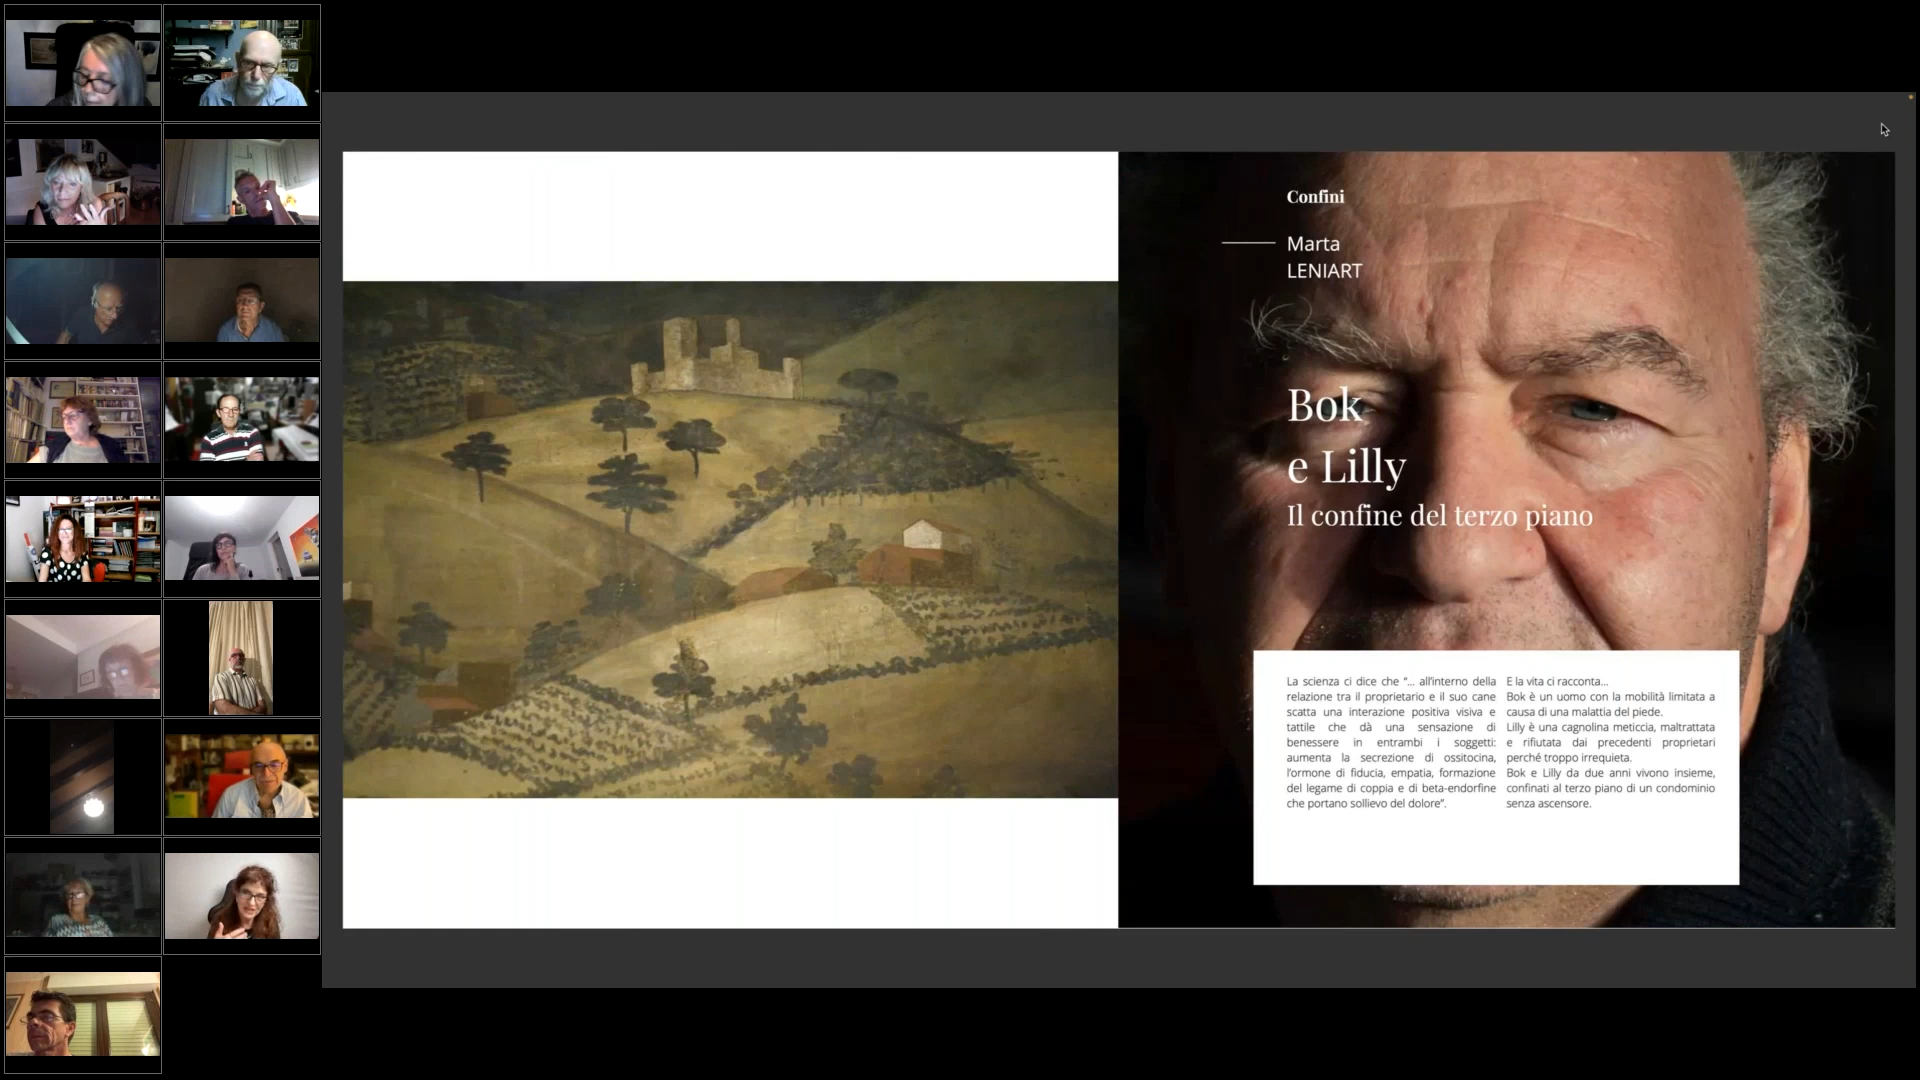 Confini
Marta
LENIART
Bok
e Lilly
Il confine del terzo piano
La scienza ci dice che “... all’interno della
relazione tra il proprietario e il suo cane
scatta una interazione positiva visiva e
tattile che dà una sensazione di
benessere in entrambi i soggetti:
aumenta la secrezione di ossitocina,
l’ormone di fiducia, empatia, formazione
del legame di coppia e di beta-endorfine
che portano sollievo del dolore”.
E la vita ci racconta...
Bok è un uomo con la mobilità limitata a
causa di una malattia del piede.
Lilly è una cagnolina meticcia, maltrattata
e rifiutata dai precedenti proprietari
perché troppo irrequieta.
Bok e Lilly da due anni vivono insieme,
confinati al terzo piano di un condominio
senza ascensore.